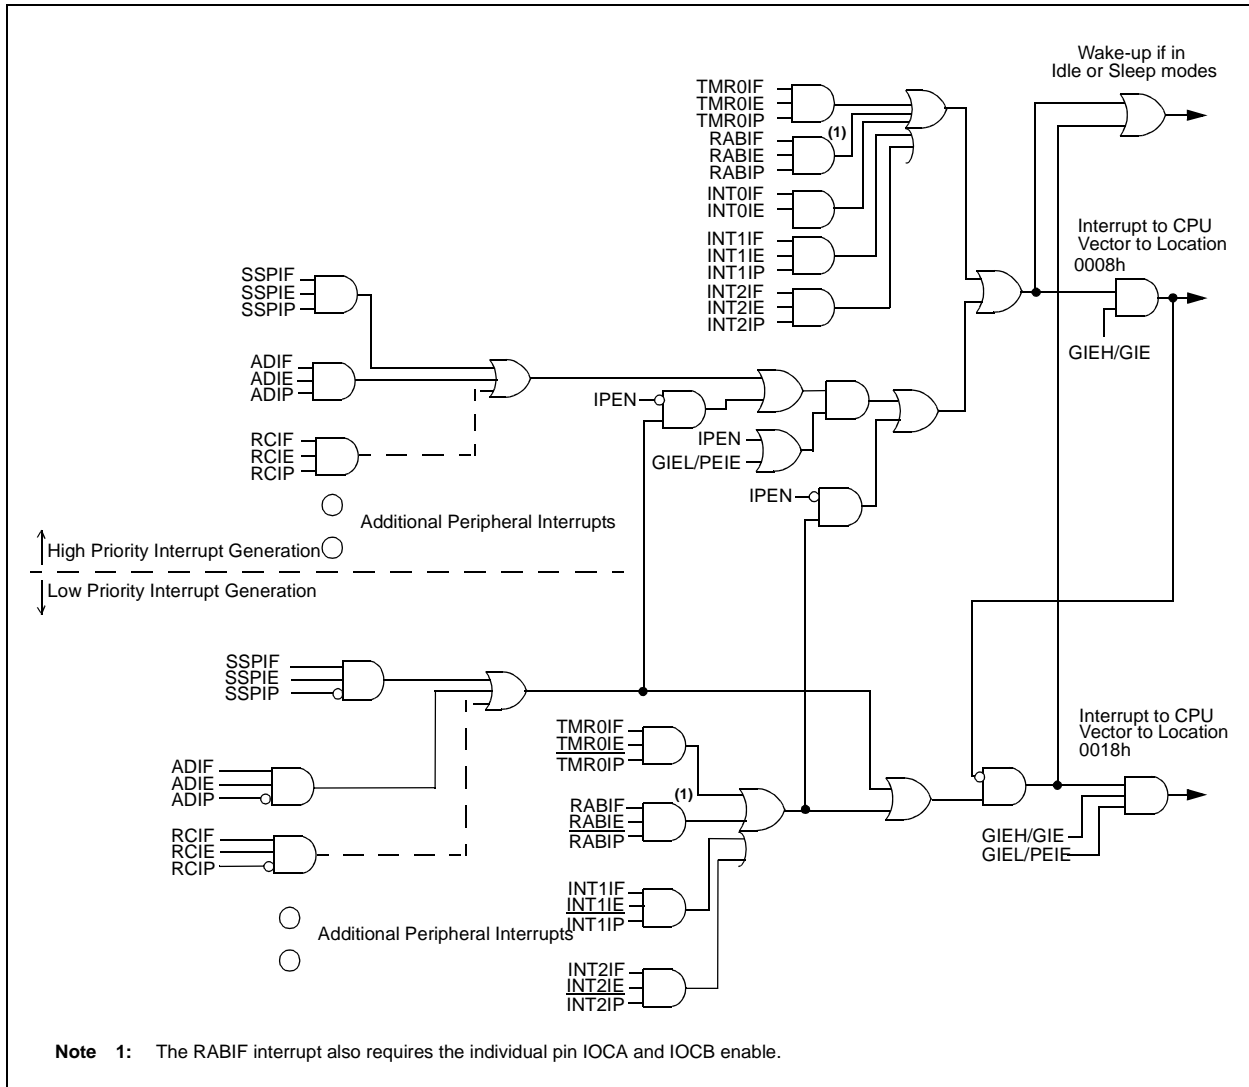 Wake-up if in
Idle or Sleep modes
TMR0IF
TMR0IE
TMR0IP
RABIF
(1)
RABIE
RABIP
INT0IF
INT0IE
INT1IF
INT1IE
INT1IP
INT2IF
INT2IE
INT2IP
Interrupt to CPU
Vector to Location
0008h
GIEH/GIE
SSPIF
SSPIE
SSPIP
ADIF
ADIE
ADIP
RCIF
RCIE
RCIP
IPEN
IPEN
GIEL/PEIE
IPEN
Additional Peripheral Interrupts
High Priority Interrupt Generation
Low Priority Interrupt Generation
SSPIF
SSPIE
SSPIP
ADIF
ADIE
ADIP
RCIF
RCIE
RCIP
Additional Peripheral Interrupts
TMR0IF
TMR0IE
TMR0IP
RABIF
(1)
RABIE
RABIP
INT1IF
INT1IE
INT1IP
INT2IF
INT2IE
INT2IP
Interrupt to CPU
Vector to Location
0018h
GIEH/GIE
GIEL/PEIE
Note 1: The RABIF interrupt also requires the individual pin IOCA and IOCB enable.